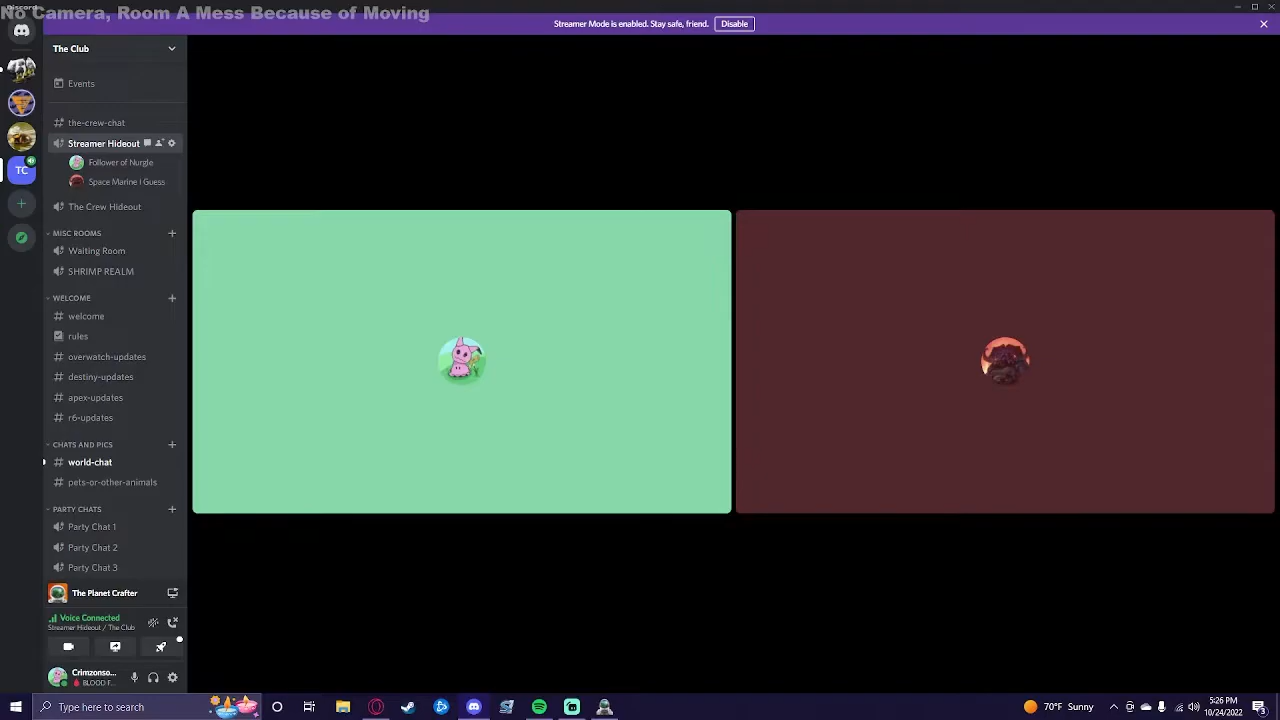 No Camera, Room A Mess Because of Moving
Discord
Streamer Mode is enabled. Stay safe, friend.
Disable
The Club
Events
the-crew-chat
Streamer Hideout
Follower of Nurgle
Space Marine I Guess
The Crew Hideout
MISC ROOMS
Waiting Room
SHRIMP REALM
WELCOME
welcome
rules
overwatch-updates
destiny-updates
apex-updates
r6-updates
CHATS AND PICS
world-chat
pets-or-other-animals
PARTY CHATS
Party Chat 1
Party Chat 2
Party Chat 3
The Planet Crafter
Voice Connected
Streamer Hideout / The Club
Crimzonso...
BLOOD F...
TC
Type here to search
70°F Sunny
5:26 PM
10/24/2022